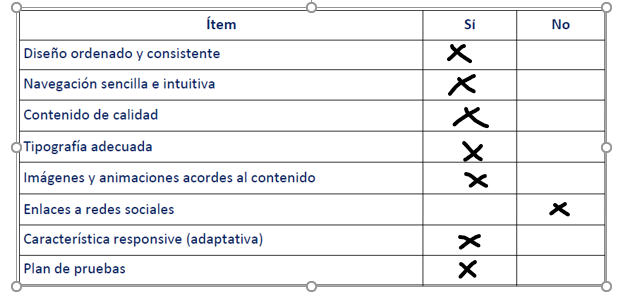 Ítem Sí No
Diseño ordenado y consistente X
Navegación sencilla e intuitiva X
Contenido de calidad X
Tipografía adecuada X
Imágenes y animaciones acordes al contenido X
Enlaces a redes sociales X
Característica responsive (adaptativa) X
Plan de pruebas X